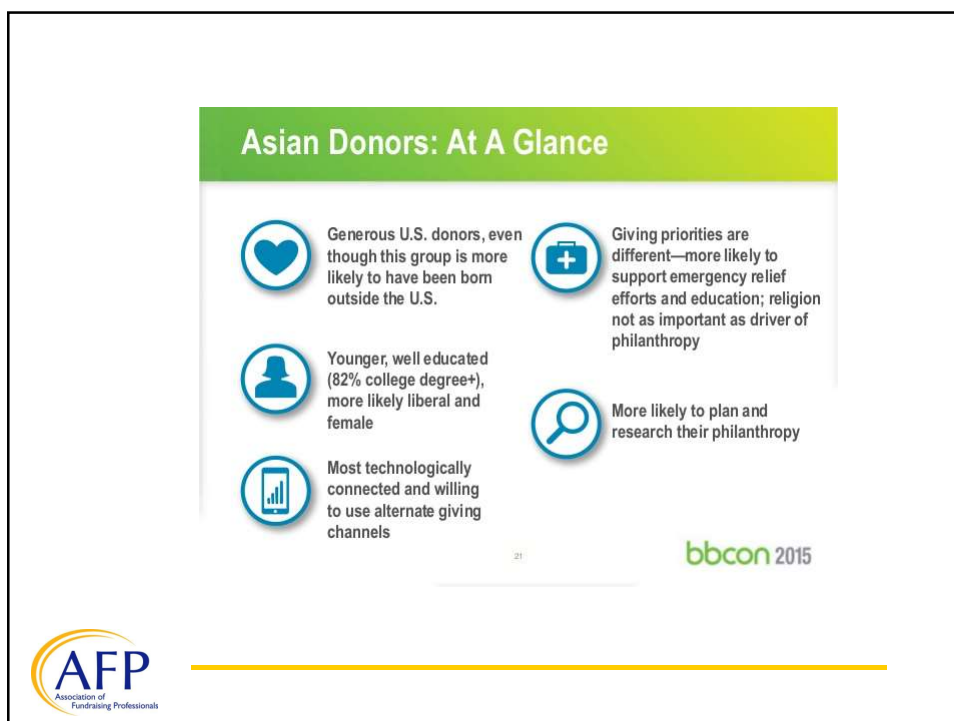 Asian Donors: At A Glance
Generous U.S. donors, even
though this group is more
likely to have been born
outside the U.S.
Younger, well educated
(82% college degree+),
more likely liberal and
female
Most technologically
connected and willing
to use alternate giving
channels
Giving priorities are
different—more likely to
support emergency relief
efforts and education; religion
not as important as driver of
philanthropy
More likely to plan and
research their philanthropy
21
bbcon 2015
AFP
Association of
Fundraising Professionals